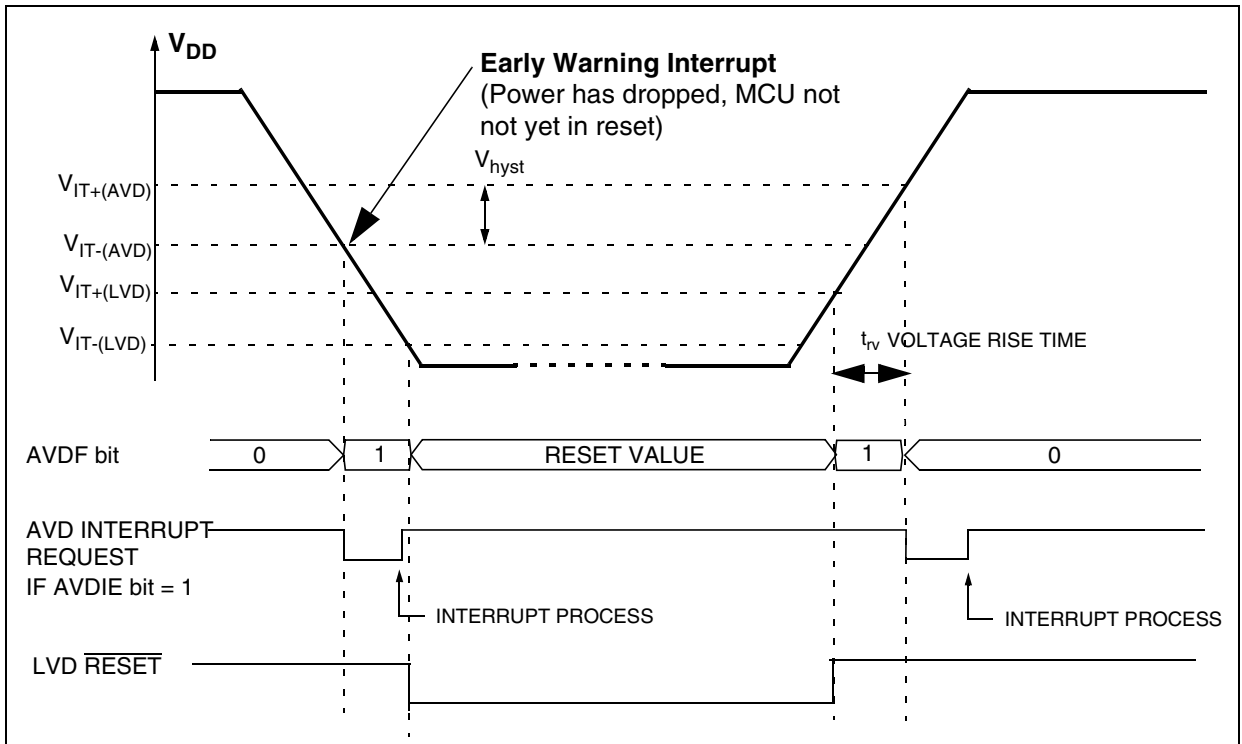 VDD
Early Warning Interrupt
(Power has dropped, MCU not
not yet in reset)
Vhyst
VIT+(AVD)
VIT-(AVD)
VIT+(LVD)
VIT-(LVD)
trv VOLTAGE RISE TIME
AVDF bit
0
1
RESET VALUE
1
0
AVD INTERRUPT
REQUEST
IF AVDIE bit = 1
INTERRUPT PROCESS
INTERRUPT PROCESS
LVD RESET